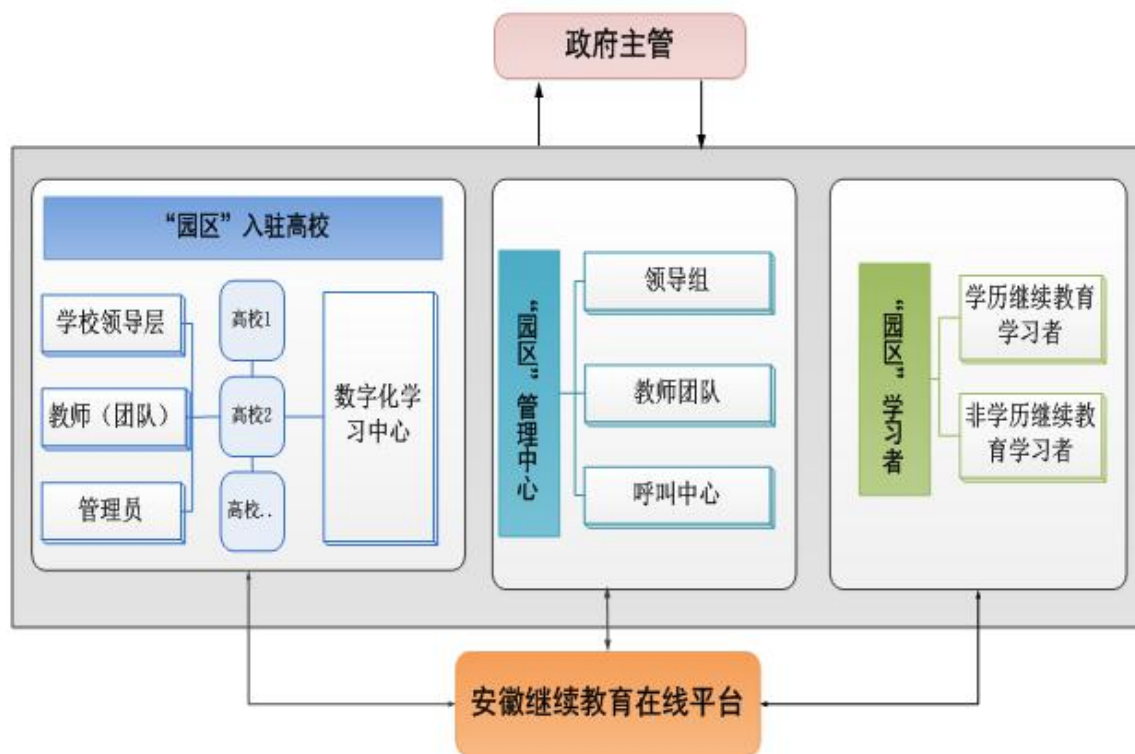 政府主管
“园区”入驻高校
学校领导层
教师（团队）
管理员
高校1
高校2
高校..
数字化学
习中心
“园区”管理中心
领导组
教师团队
呼叫中心
“园区”学习者
学历继续教育
学习者
非学历继续教
育学习者
安徽继续教育在线平台